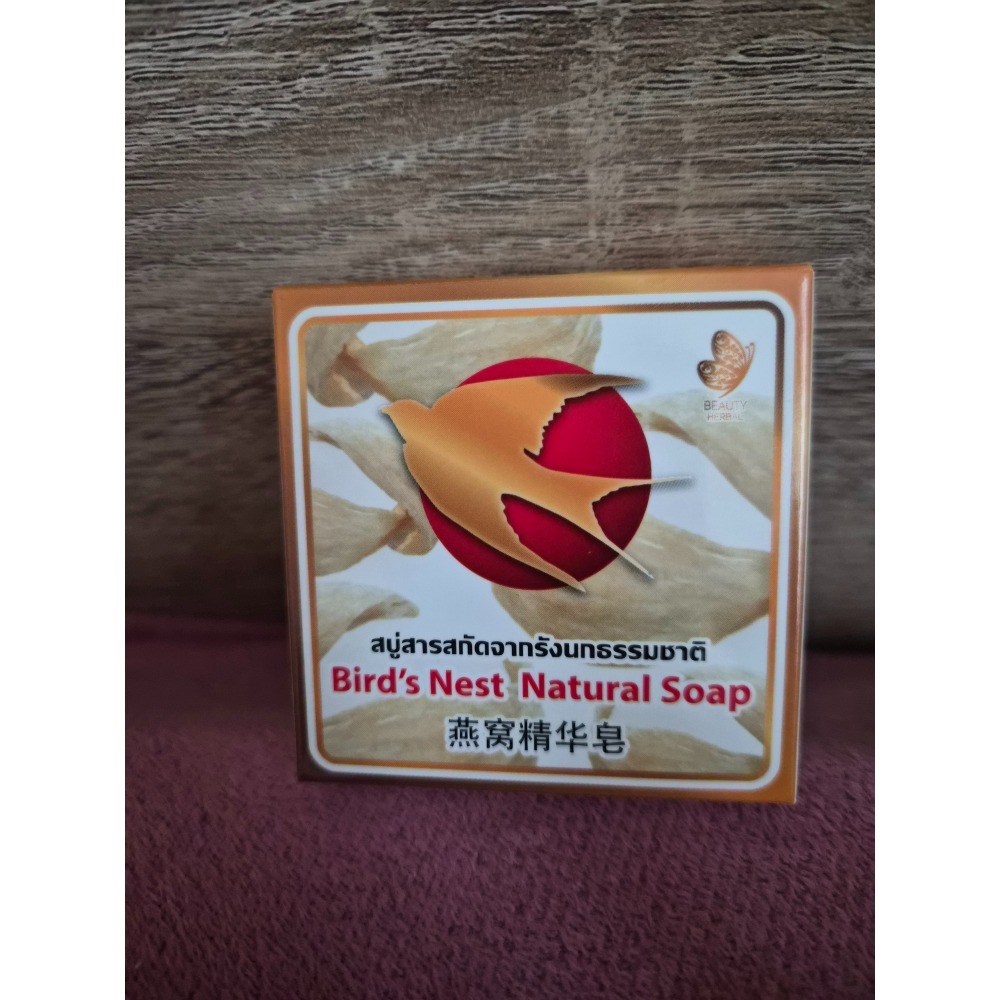 BEAUTY
HERBAL
สบู่สารสกัดจากรังนกธรรมชาติ
Bird's Nest Natural Soap
燕窝精华皂